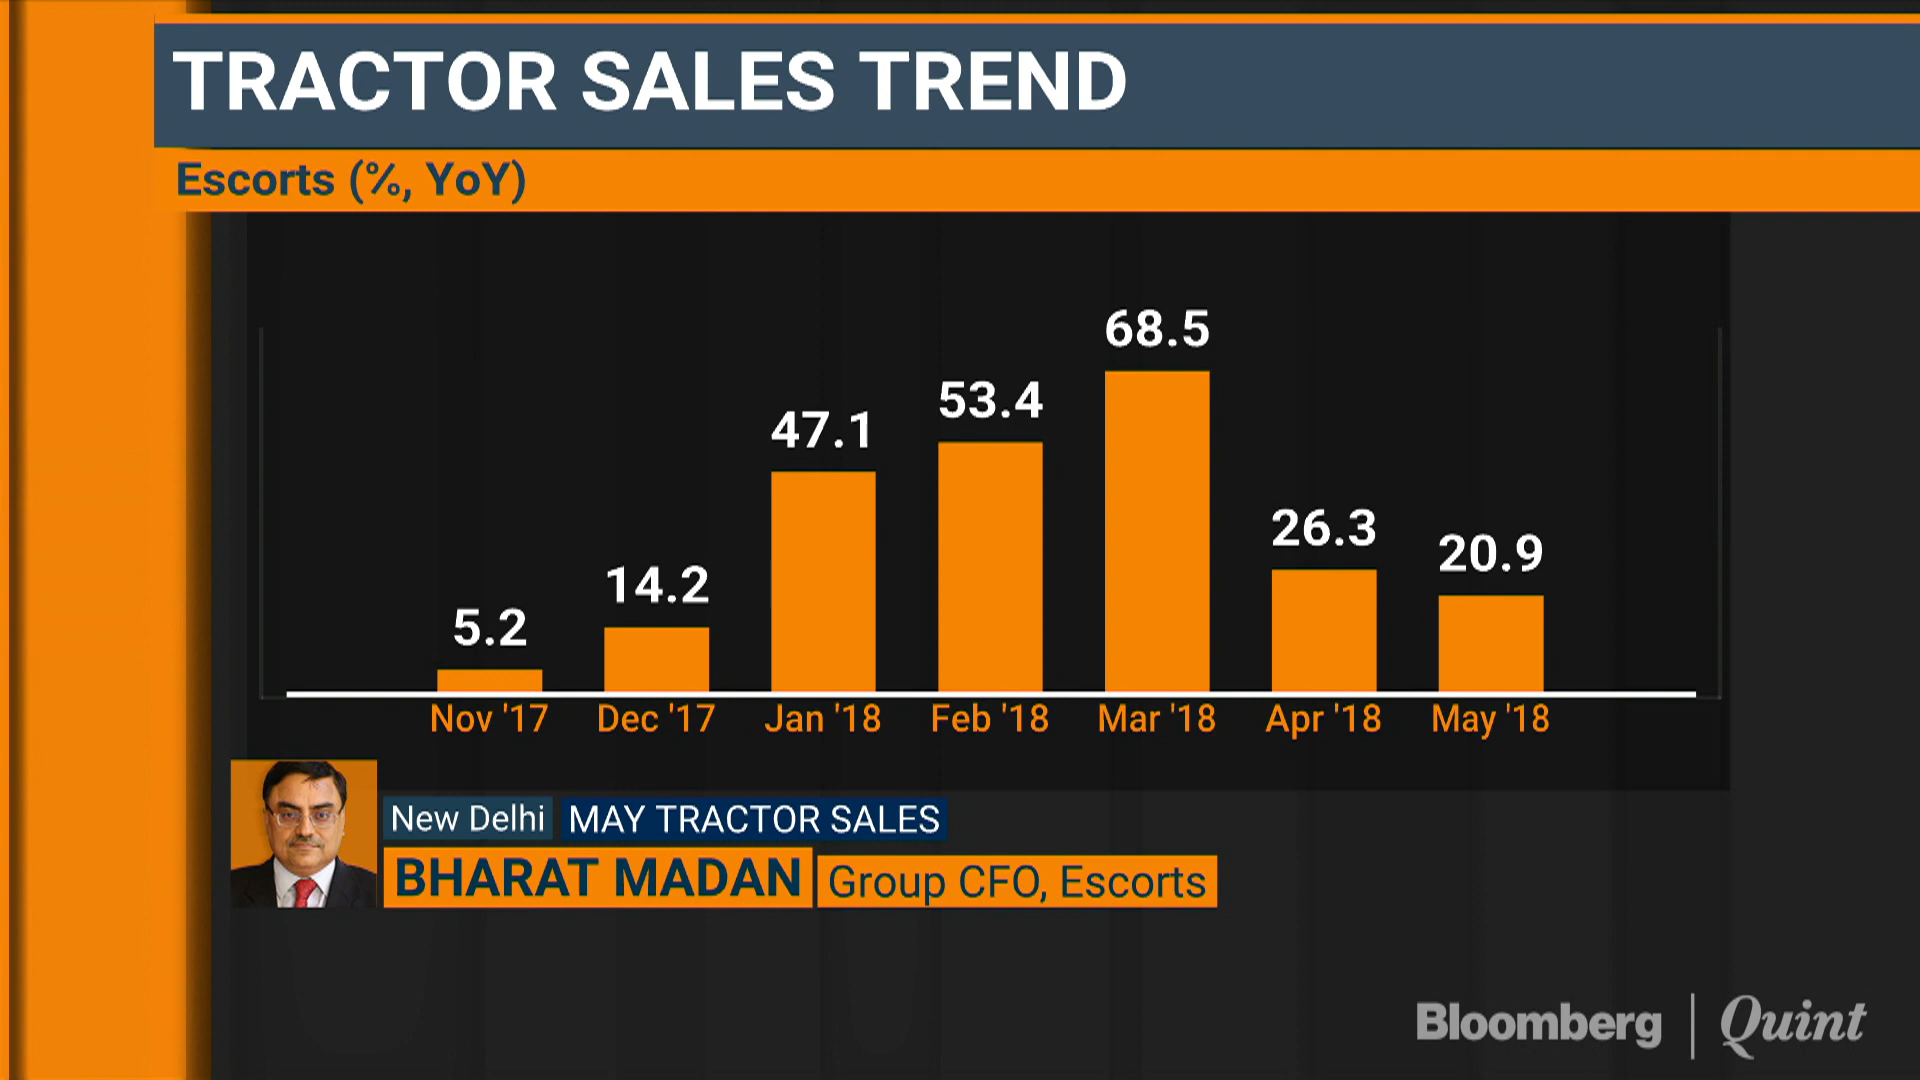 TRACTOR SALES TREND
Escorts (%, YoY)
5.2 14.2 47.1 53.4 68.5 26.3 20.9
Nov '17 Dec '17 Jan '18 Feb '18 Mar '18 Apr '18 May '18
New Delhi MAY TRACTOR SALES
BHARAT MADAN Group CFO, Escorts
Bloomberg | Quint